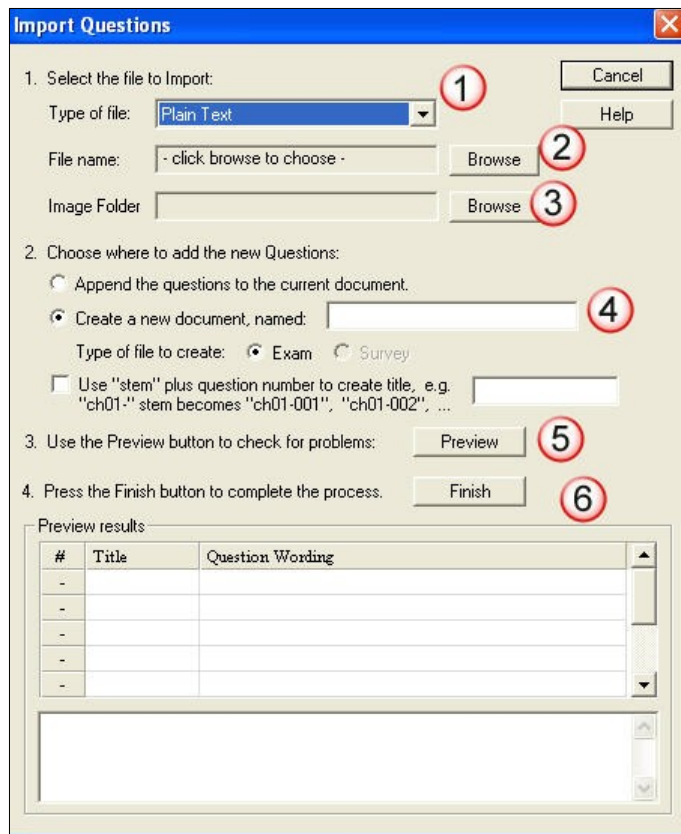 Import Questions
1. Select the file to Import:
1
Cancel
Type of file: Plain Text
Help
File name: - click browse to choose - Browse 2
Image Folder Browse 3
2. Choose where to add the new Questions:
Append the questions to the current document.
Create a new document, named: 4
Type of file to create: Exam Survey
Use "stem" plus question number to create title, e.g.
"ch01-" stem becomes "ch01-001", "ch01-002", ...
3. Use the Preview button to check for problems: Preview 5
4. Press the Finish button to complete the process. Finish 6
Preview results
# Title Question Wording
-
-
-
-
-